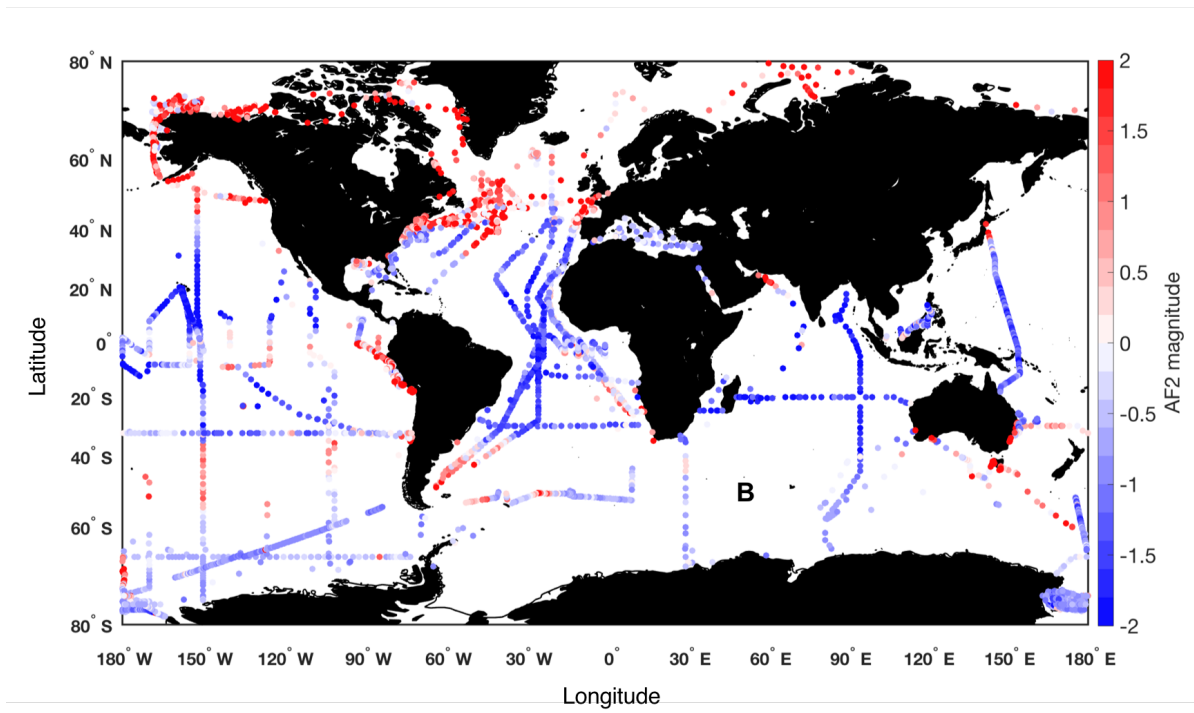 80° N
60° N
40° N
20° N
0°
20° S
40° S
60° S
80° S
Latitude
180° W
150° W
120° W
90° W
60° W
30° W
0°
30° E
60° E
90° E
120° E
150° E
180° E
Longitude
B
2
1.5
1
0.5
0
-0.5
-1
-1.5
-2
AF2 magnitude